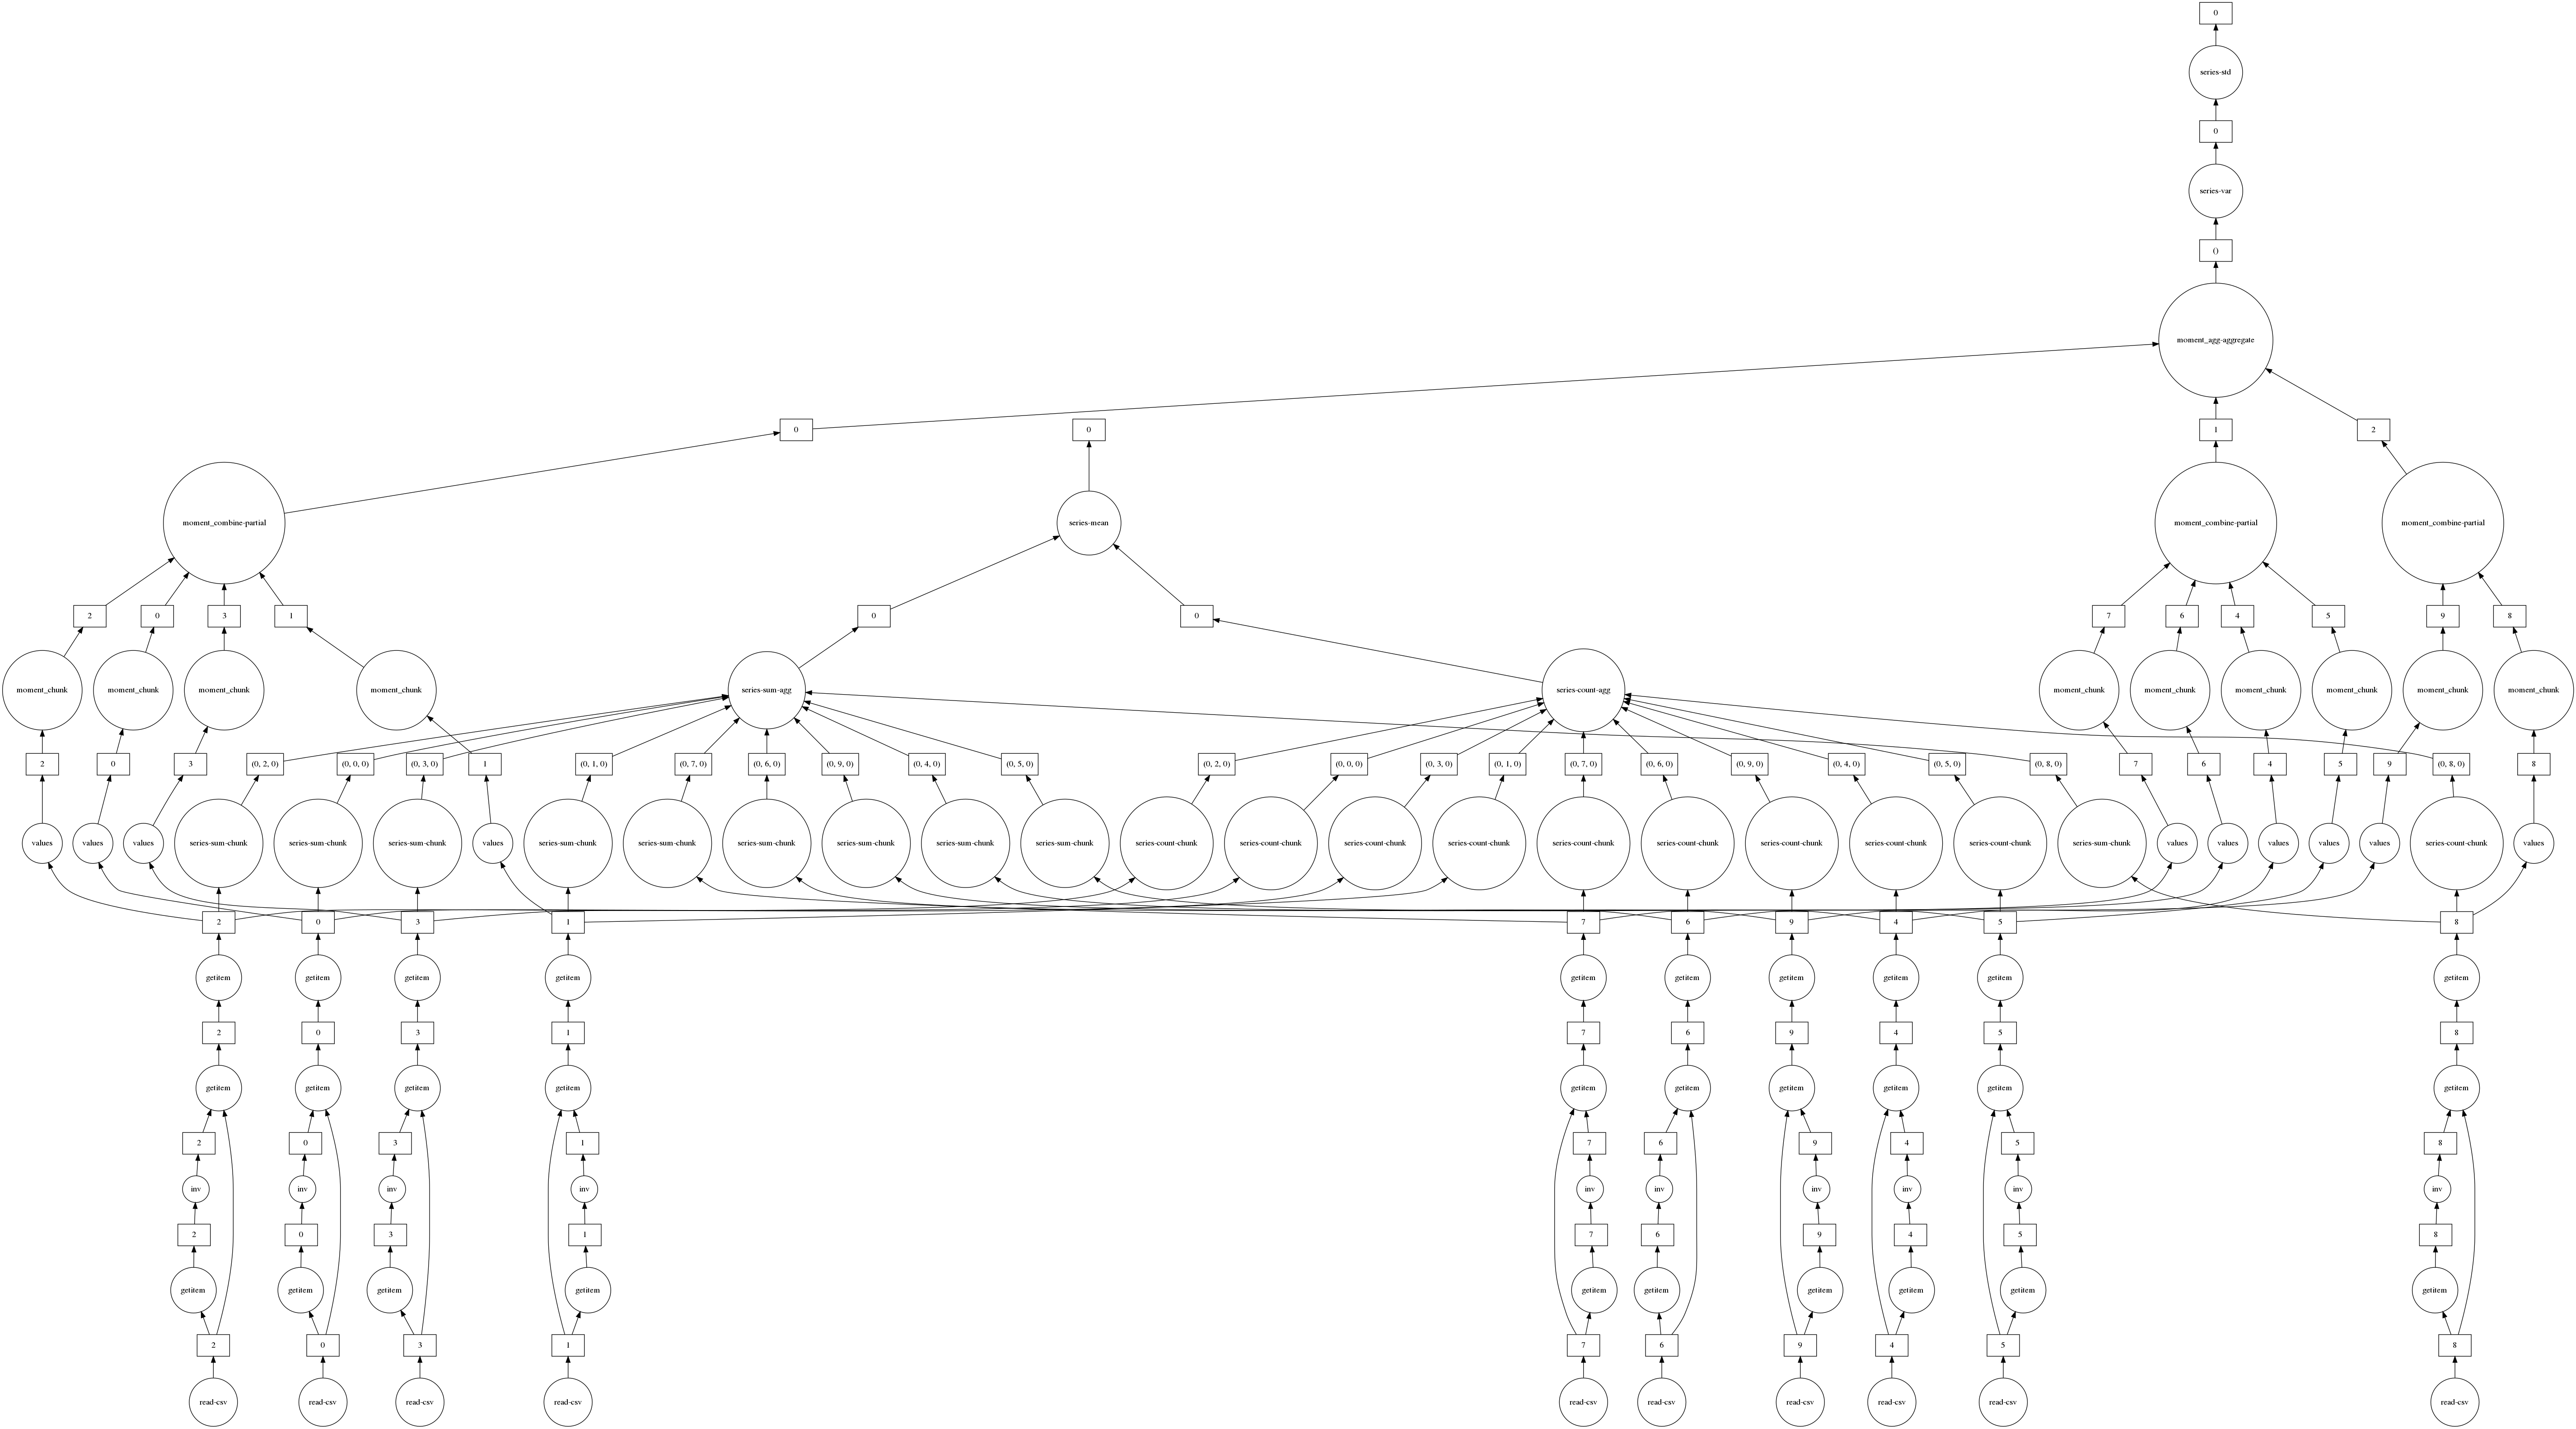 0
series-std
0
series-var
()
moment_agg-aggregate
0 0 1 2
moment_combine-partial series-mean moment_combine-partial moment_combine-partial
2 0 3 1 0 0 7 6 4 5 9 8
moment_chunk moment_chunk moment_chunk moment_chunk series-sum-agg series-count-agg moment_chunk moment_chunk moment_chunk moment_chunk moment_chunk moment_chunk
2 0 3 (0, 2, 0) (0, 0, 0) (0, 3, 0) 1 (0, 1, 0) (0, 7, 0) (0, 6, 0) (0, 9, 0) (0, 4, 0) (0, 5, 0) (0, 2, 0) (0, 0, 0) (0, 3, 0) (0, 1, 0) (0, 7, 0) (0, 6, 0) (0, 9, 0) (0, 4, 0) (0, 5, 0) (0, 8, 0) 7 6 4 5 9 (0, 8, 0) 8
values values values series-sum-chunk series-sum-chunk series-sum-chunk values series-sum-chunk series-sum-chunk series-sum-chunk series-sum-chunk series-sum-chunk series-sum-chunk series-count-chunk series-count-chunk series-count-chunk series-count-chunk series-count-chunk series-count-chunk series-count-chunk series-count-chunk series-count-chunk series-sum-chunk values values values values values series-count-chunk values
2 0 3 1 7 6 9 4 5 8
getitem getitem getitem getitem getitem getitem getitem getitem getitem getitem
2 0 3 1 7 6 9 4 5 8
getitem getitem getitem getitem getitem getitem getitem getitem getitem getitem
2 0 3 1 7 6 9 4 5 8
inv inv inv inv inv inv inv inv inv inv
2 0 3 1 7 6 9 4 5 8
getitem getitem getitem getitem getitem getitem getitem getitem getitem getitem
2 0 3 1 7 6 9 4 5 8
read-csv read-csv read-csv read-csv read-csv read-csv read-csv read-csv read-csv read-csv